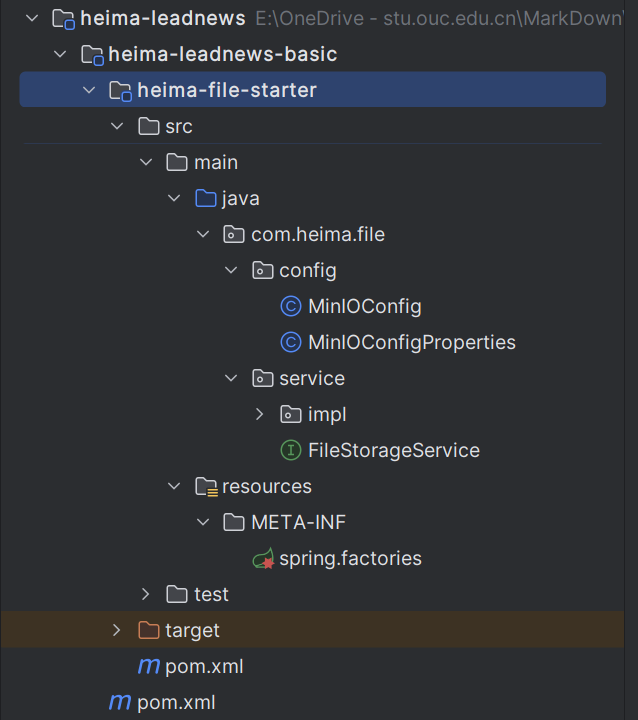 heima-leadnews E:\OneDrive - stu.ouc.edu.cn\MarkDown\
heima-leadnews-basic
heima-file-starter
src
main
java
com.heima.file
config
MinIOConfig
MinIOConfigProperties
service
impl
FileStorageService
resources
META-INF
spring.factories
test
target
pom.xml
pom.xml